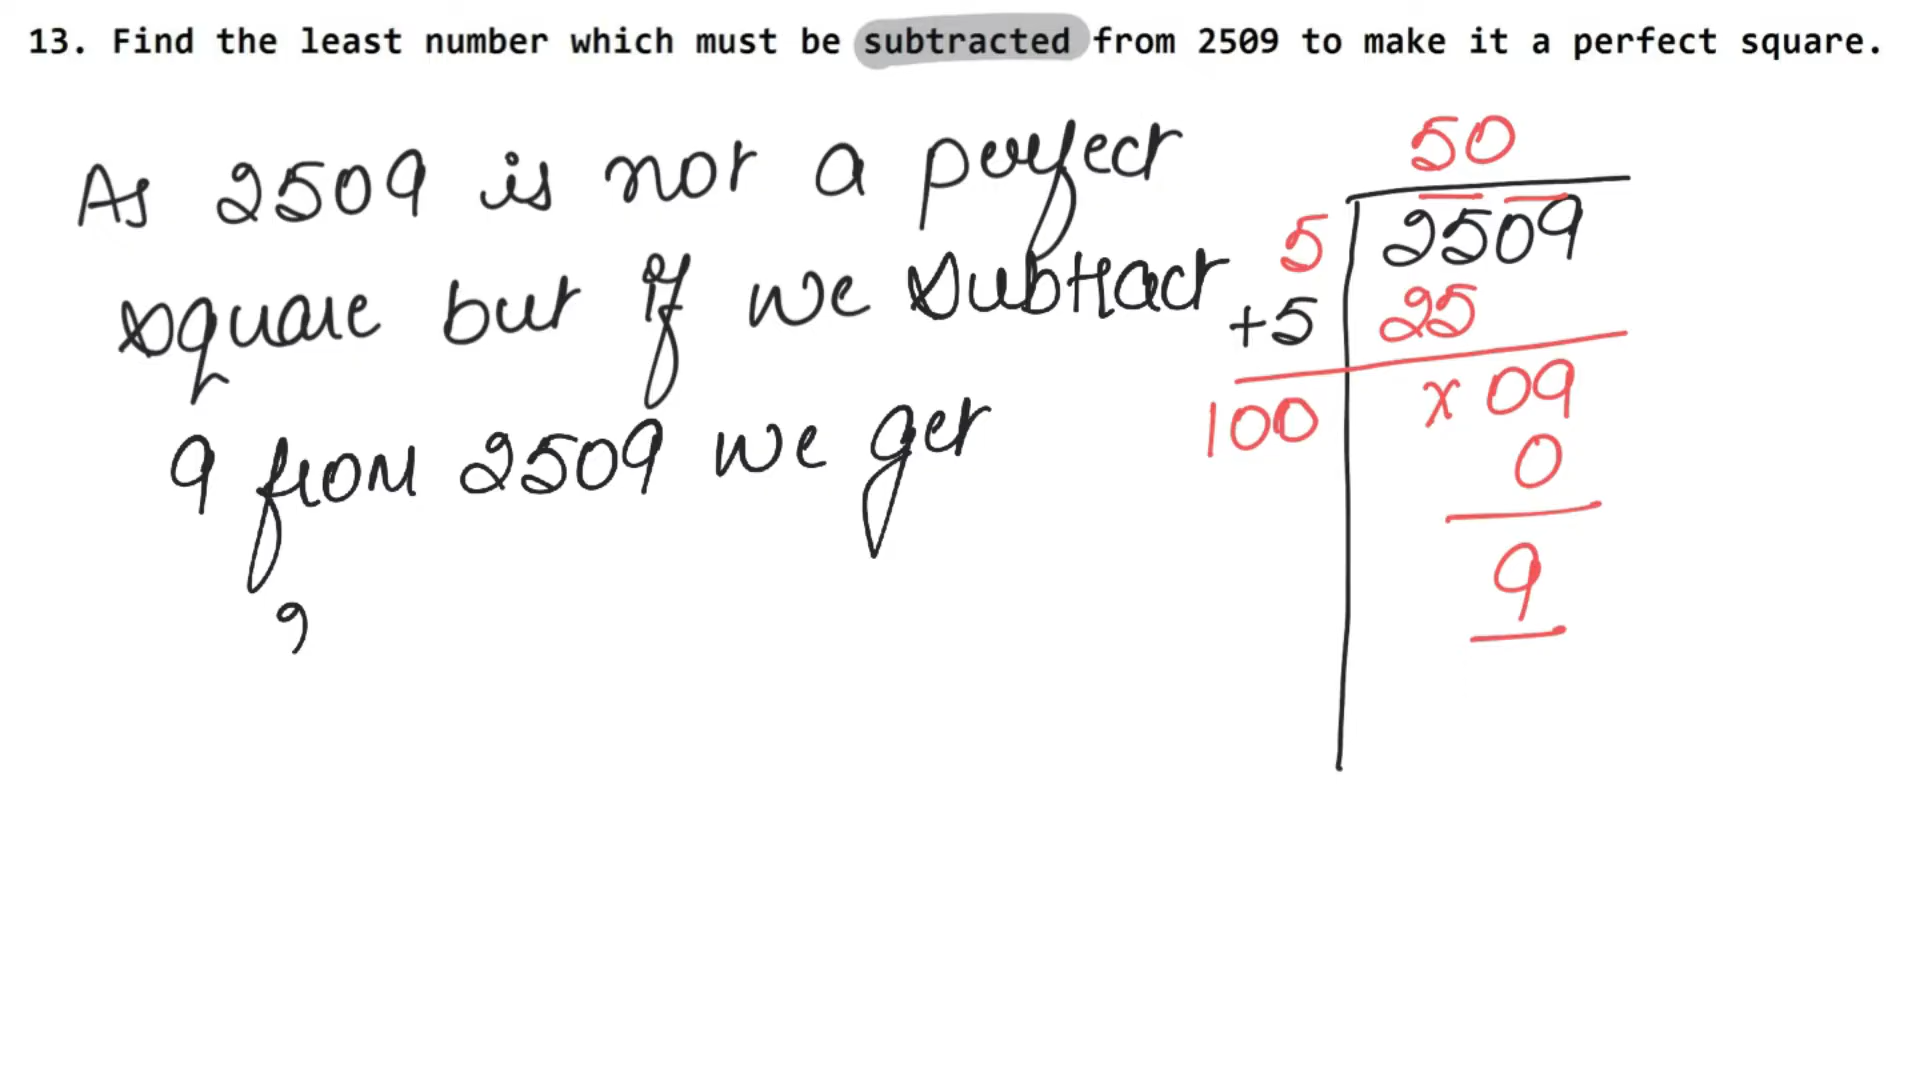 13. Find the least number which must be subtracted from 2509 to make it a perfect square.
As 2509 is not a perfect
square but if we subtract
9 from 2509 we get
50
5 2509
+5 25
100 x 09
0
9